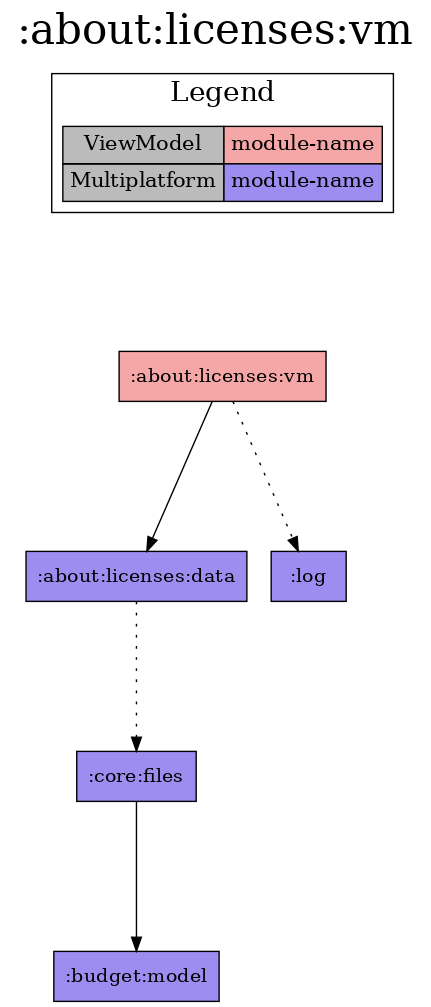 :about:licenses:vm
Legend
ViewModel module-name
Multiplatform module-name
:about:licenses:vm
:about:licenses:data :log
:core:files
:budget:model